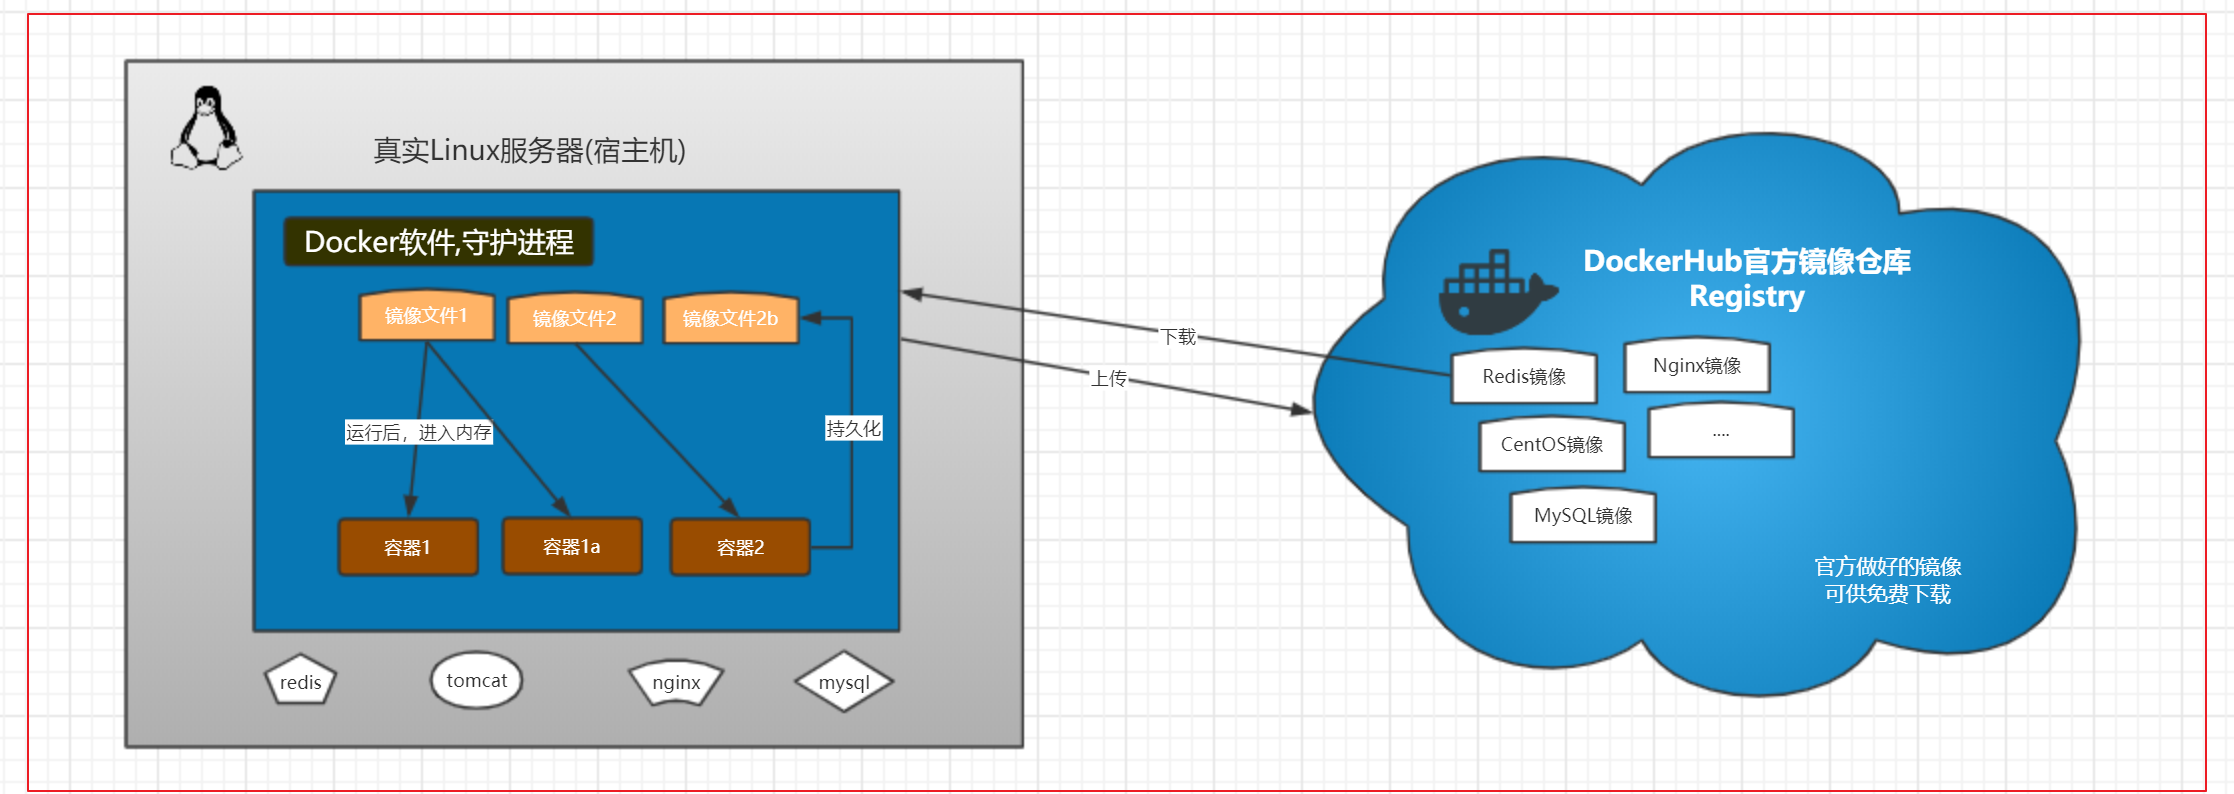 真实Linux服务器(宿主机)
Docker软件,守护进程
镜像文件1
镜像文件2
镜像文件2b
运行后，进入内存
持久化
容器1
容器1a
容器2
redis
tomcat
nginx
mysql
下载
上传
DockerHub官方镜像仓库
Registry
Redis镜像
Nginx镜像
CentOS镜像
....
MySQL镜像
官方做好的镜像
可供免费下载